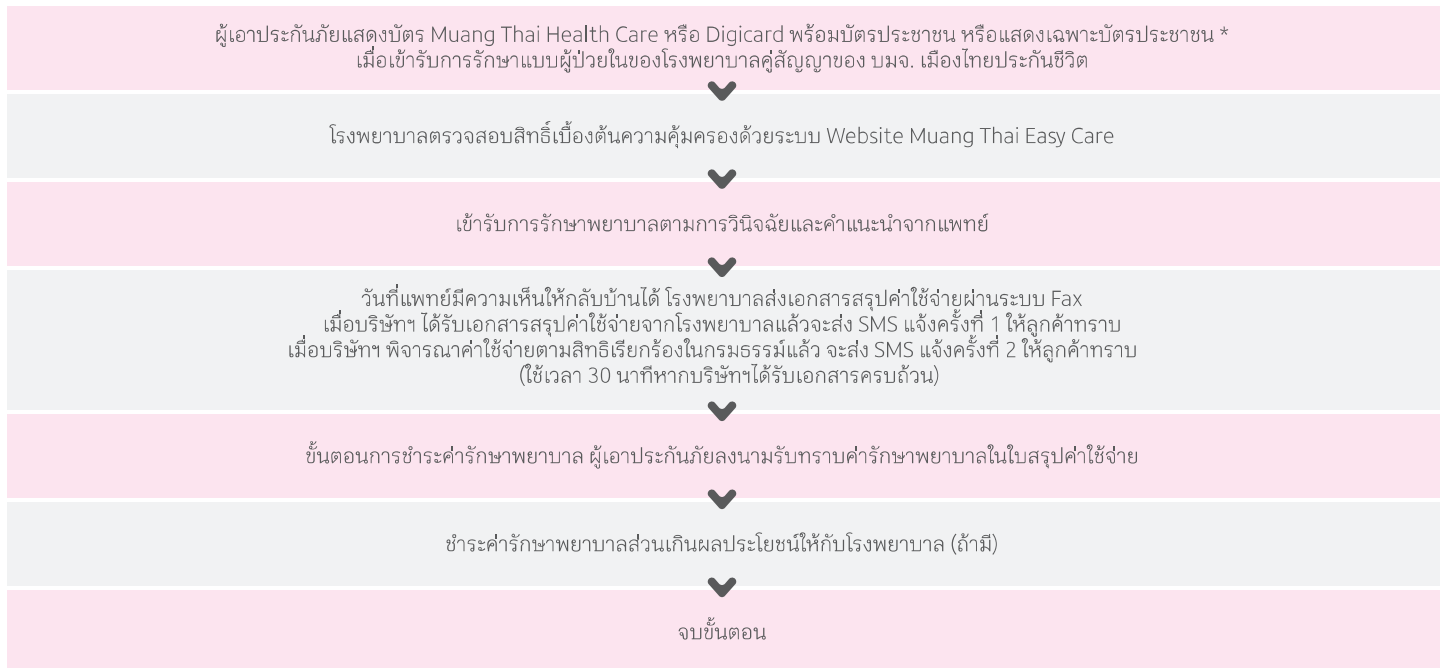 ผู้เอาประกันภัยแสดงบัตร Muang Thai Health Care หรือ Digicard พร้อมบัตรประชาชน หรือแสดงเฉพาะบัตรประชาชน *
เมื่อเข้ารับการรักษาแบบผู้ป่วยในของโรงพยาบาลคู่สัญญาของ บมจ. เมืองไทยประกันชีวิต
โรงพยาบาลตรวจสอบสิทธิ์เบื้องต้นความคุ้มครองด้วยระบบ Website Muang Thai Easy Care
เข้ารับการรักษาพยาบาลตามการวินิจฉัยและคำแนะนำจากแพทย์
วันที่แพทย์มีความเห็นให้กลับบ้านได้ โรงพยาบาลส่งเอกสารสรุปค่าใช้จ่ายผ่านระบบ Fax
เมื่อบริษัทฯ ได้รับเอกสารสรุปค่าใช้จ่ายจากโรงพยาบาลแล้วจะส่ง SMS แจ้งครั้งที่ 1 ให้ลูกค้าทราบ
เมื่อบริษัทฯ พิจารณาค่าใช้จ่ายตามสิทธิเรียกร้องในกรมธรรม์แล้ว จะส่ง SMS แจ้งครั้งที่ 2 ให้ลูกค้าทราบ
(ใช้เวลา 30 นาทีหากบริษัทฯได้รับเอกสารครบถ้วน)
ขั้นตอนการชำระค่ารักษาพยาบาล ผู้เอาประกันภัยลงนามรับทราบค่ารักษาพยาบาลในใบสรุปค่าใช้จ่าย
ชำระค่ารักษาพยาบาลส่วนเกินผลประโยชน์ให้กับโรงพยาบาล (ถ้ามี)
จบขั้นตอน